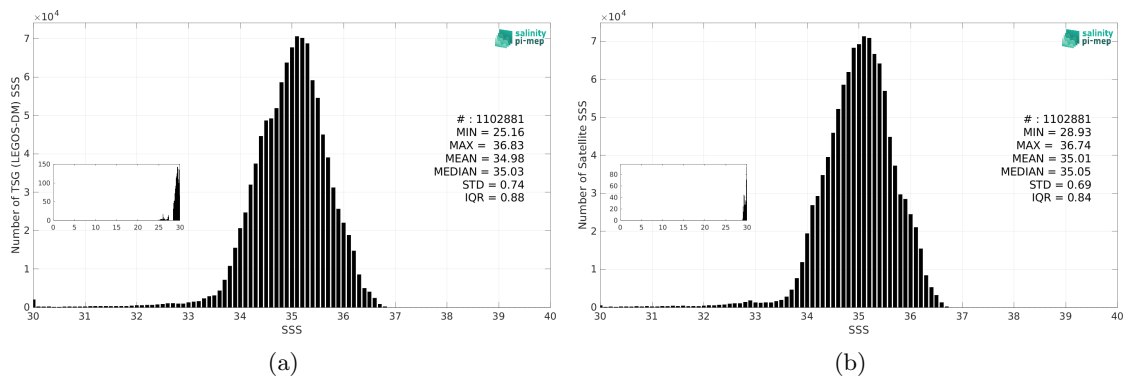 ×10⁴
7
6
5
4
3
2
1
0
Number of TSG (LEGOS-DM) SSS
salinity
pi-mep
# : 1102881
MIN = 25.16
MAX = 36.83
MEAN = 34.98
MEDIAN = 35.03
STD = 0.74
IQR = 0.88
150
100
50
0
0 5 10 15 20 25 30
30 31 32 33 34 35 36 37 38 39 40
SSS
(a)
×10⁴
7
6
5
4
3
2
1
0
Number of Satellite SSS
salinity
pi-mep
# : 1102881
MIN = 28.93
MAX = 36.74
MEAN = 35.01
MEDIAN = 35.05
STD = 0.69
IQR = 0.84
80
60
40
20
0
0 5 10 15 20 25 30
30 31 32 33 34 35 36 37 38 39 40
SSS
(b)